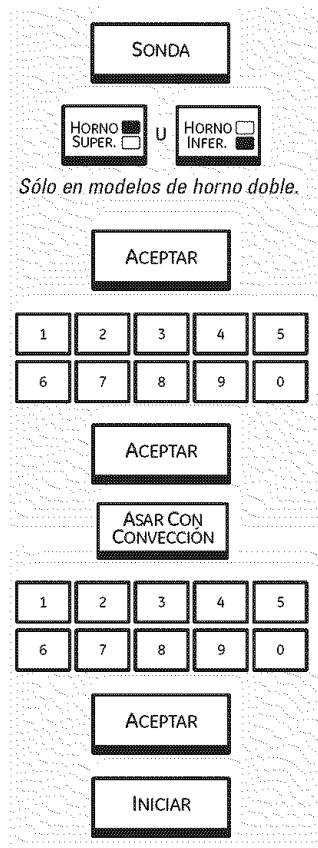 SONDA
HORNO SUPER. U HORNO INFER.
Sólo en modelos de horno doble.
ACEPTAR
1 2 3 4 5
6 7 8 9 0
ACEPTAR
ASAR CON
CONVECCIÓN
1 2 3 4 5
6 7 8 9 0
ACEPTAR
INICIAR